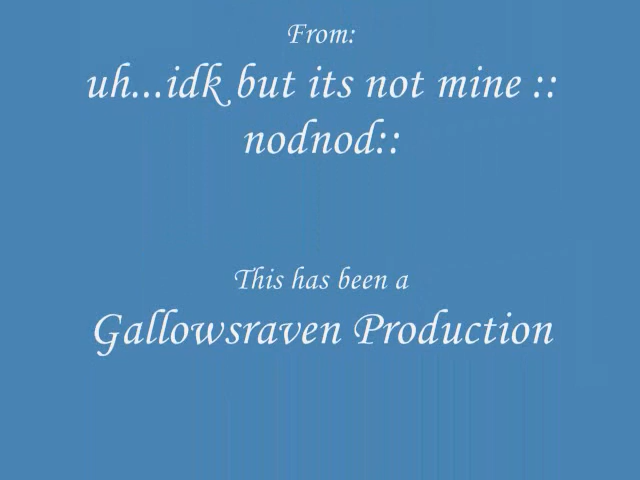 From:
uh...idk but its not mine ::
nodnod::
This has been a
Gallowsraven Production